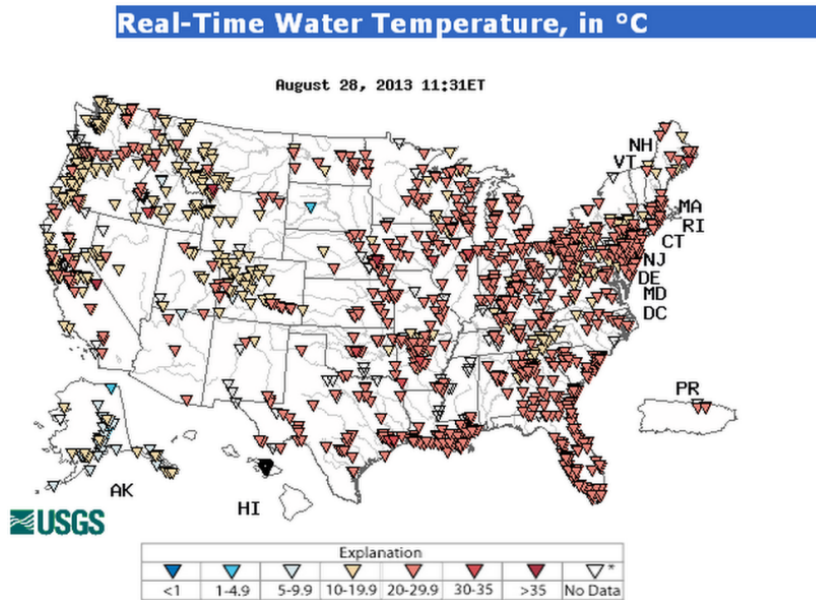 Real-Time Water Temperature, in °C
August 28, 2013 11:31ET
NH
VT
MA
RI
CT
NJ
DE
MD
DC
PR
AK
HI
USGS
Explanation
<1 1-4.9 5-9.9 10-19.9 20-29.9 30-35 >35 No Data *